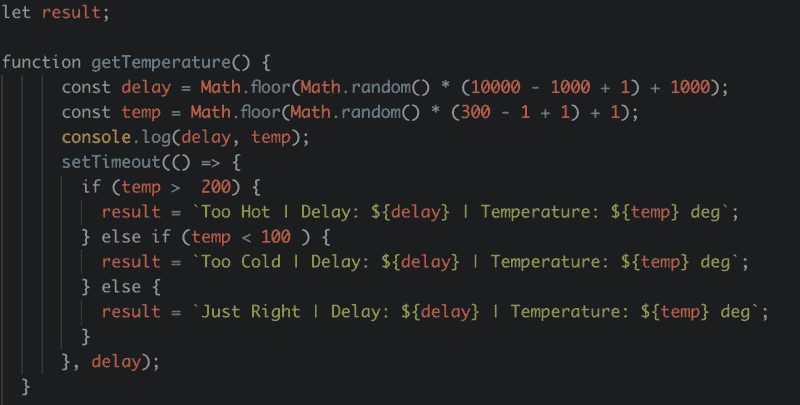 let result;
function getTemperature() {
const delay = Math.floor(Math.random() * (10000 - 1000 + 1) + 1000);
const temp = Math.floor(Math.random() * (300 - 1 + 1) + 1);
console.log(delay, temp);
setTimeout(() => {
if (temp >  200) {
result = `Too Hot | Delay: ${delay} | Temperature: ${temp} deg`;
} else if (temp < 100 ) {
result = `Too Cold | Delay: ${delay} | Temperature: ${temp} deg`;
} else {
result = `Just Right | Delay: ${delay} | Temperature: ${temp} deg`;
}
}, delay);
}